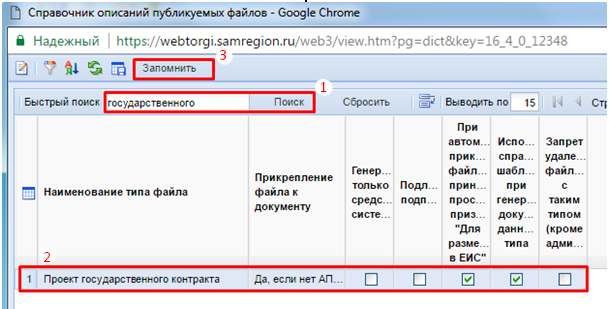 Справочник описаний публикуемых файлов - Google Chrome
Надежный https://webtorgi.samregion.ru/web3/view.htm?pg=dict&key=16_4_0_12348
Запомнить 3
1
Быстрый поиск государственного Поиск Сбросить Выводить по 15 Стр
Наименование типа файла
Прикрепление
файла к
документу
Генер...
только
средс...
систе...
Подл...
подп...
При
автом...
прик...
файл...
прин...
прос...
приз...
"Для
разме...
в ЕИС"
Испо...
спра...
шабл...
при
генер...
доку...
данн...
типа
Запрет
удале...
файл...
с
таким
типом
(кроме
адми...
2
1 Проект государственного контракта Да, если нет АП...